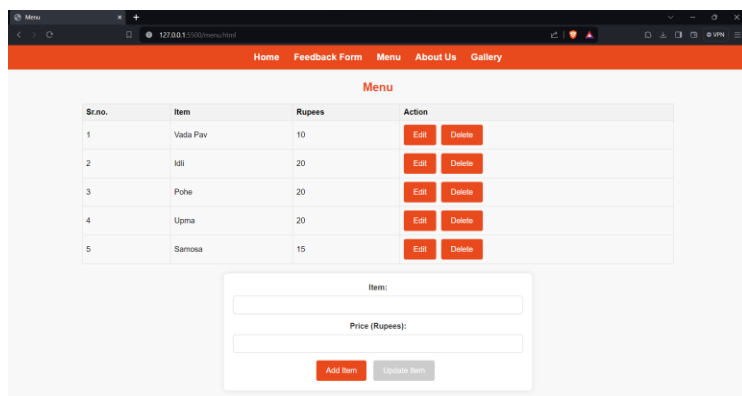 Menu
127.0.0.1:5500/menu.html
VPN
Home Feedback Form Menu About Us Gallery
Menu
Sr.no. Item Rupees Action
1 Vada Pav 10 Edit Delete
2 Idli 20 Edit Delete
3 Pohe 20 Edit Delete
4 Upma 20 Edit Delete
5 Samosa 15 Edit Delete
Item:
Price (Rupees):
Add Item Update Item